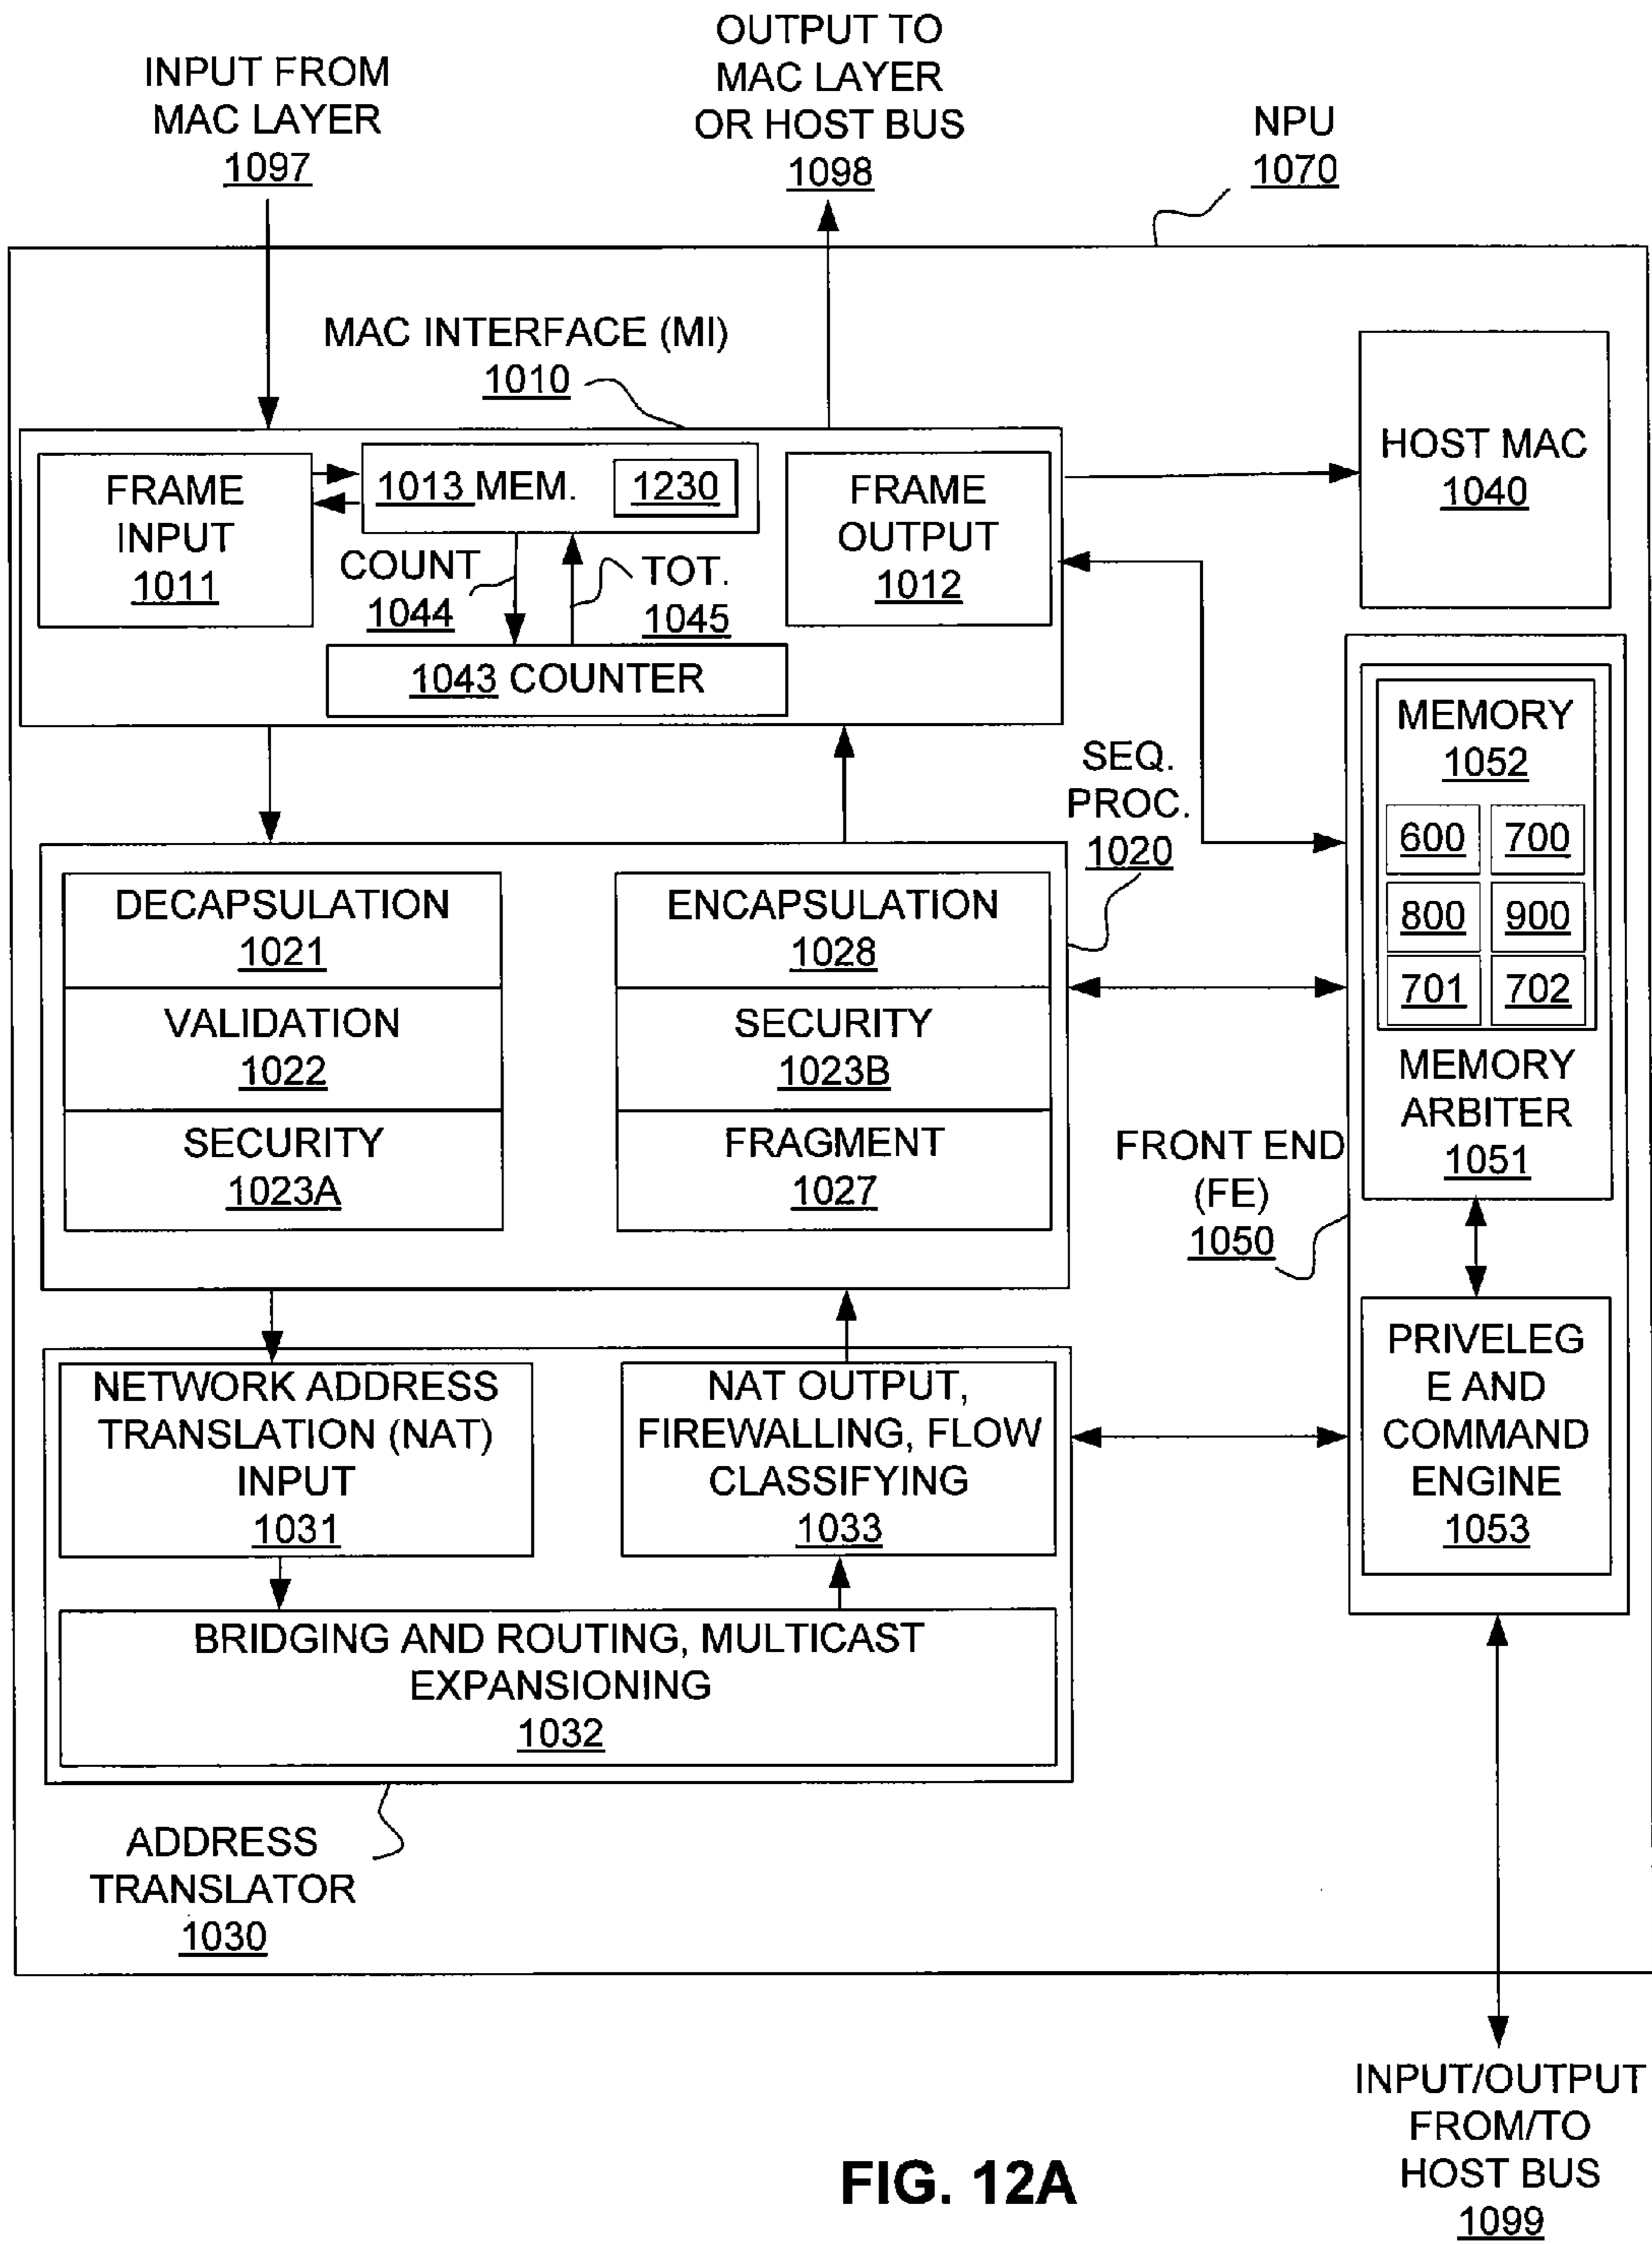 INPUT FROM
MAC LAYER
1097
OUTPUT TO
MAC LAYER
OR HOST BUS
1098
NPU
1070
MAC INTERFACE (MI)
1010
FRAME
INPUT
1011
1013 MEM.
1230
COUNT
1044
TOT.
1045
1043 COUNTER
FRAME
OUTPUT
1012
HOST MAC
1040
SEQ.
PROC.
1020
DECAPSULATION
1021
VALIDATION
1022
SECURITY
1023A
ENCAPSULATION
1028
SECURITY
1023B
FRAGMENT
1027
MEMORY
1052
600 700
800 900
701 702
MEMORY
ARBITER
1051
FRONT END
(FE)
1050
PRIVELEG
E AND
COMMAND
ENGINE
1053
NETWORK ADDRESS
TRANSLATION (NAT)
INPUT
1031
NAT OUTPUT,
FIREWALLING, FLOW
CLASSIFYING
1033
BRIDGING AND ROUTING, MULTICAST
EXPANSIONING
1032
ADDRESS
TRANSLATOR
1030
INPUT/OUTPUT
FROM/TO
HOST BUS
1099
FIG. 12A